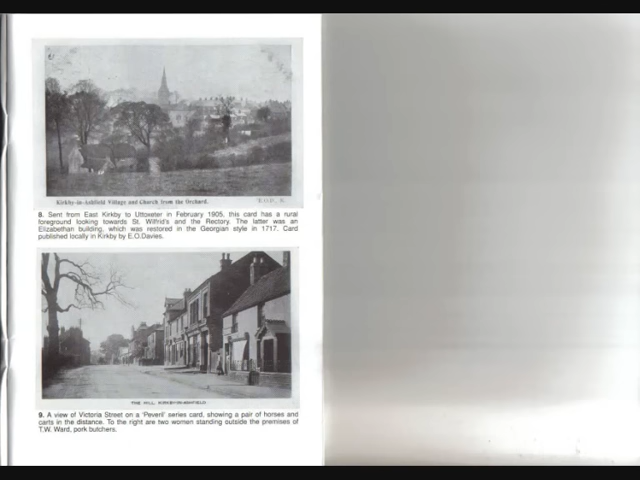 Kirkby-in-Ashfield Village and Church from the Orchard.
8. Sent from East Kirkby to Uttoxeter in February 1905, this card has a rural
foreground looking towards St. Wilfrid's and the Rectory. The latter was an
Elizabethan building, which was restored in the Georgian style in 1717. Card
published locally in Kirkby by E.O.Davies.
THE HILL, KIRKBY-IN-ASHFIELD
9. A view of Victoria Street on a 'Peveril' series card, showing a pair of horses and
carts in the distance. To the right are two women standing outside the premises of
T.W. Ward, pork butchers.